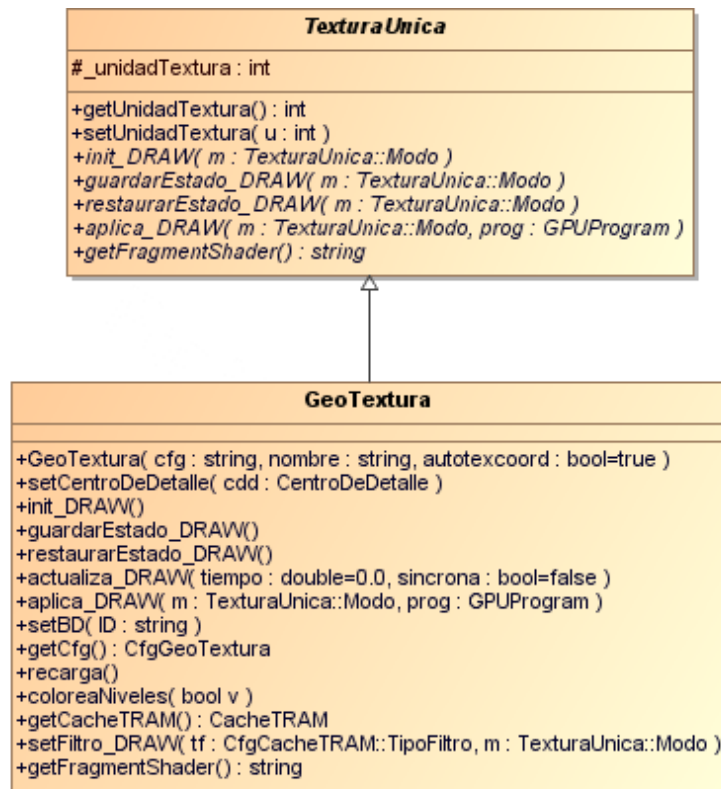 TexturaUnica
#_unidadTextura : int
+getUnidadTextura() : int
+setUnidadTextura( u : int )
+init_DRAW( m : TexturaUnica::Modo )
+guardarEstado_DRAW( m : TexturaUnica::Modo )
+restaurarEstado_DRAW( m : TexturaUnica::Modo )
+aplica_DRAW( m : TexturaUnica::Modo, prog : GPUProgram )
+getFragmentShader() : string
GeoTextura
+GeoTextura( cfg : string, nombre : string, autotexcoord : bool=true )
+setCentroDeDetalle( cdd : CentroDeDetalle )
+init_DRAW()
+guardarEstado_DRAW()
+restaurarEstado_DRAW()
+actualiza_DRAW( tiempo : double=0.0, sincrona : bool=false )
+aplica_DRAW( m : TexturaUnica::Modo, prog : GPUProgram )
+setBD( ID : string )
+getCfg() : CfgGeoTextura
+recarga()
+coloreaNiveles( bool v )
+getCacheTRAM() : CacheTRAM
+setFiltro_DRAW( tf : CfgCacheTRAM::TipoFiltro, m : TexturaUnica::Modo )
+getFragmentShader() : string